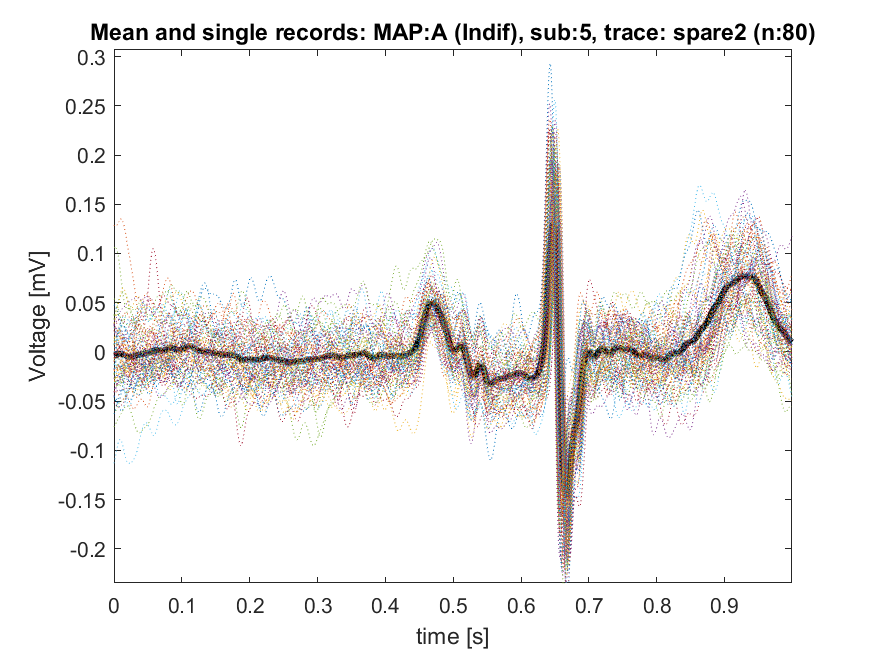 Mean and single records: MAP:A (Indif), sub:5, trace: spare2 (n:80)
0.3
0.25
0.2
0.15
0.1
0.05
0
-0.05
-0.1
-0.15
-0.2
Voltage [mV]
0 0.1 0.2 0.3 0.4 0.5 0.6 0.7 0.8 0.9
time [s]